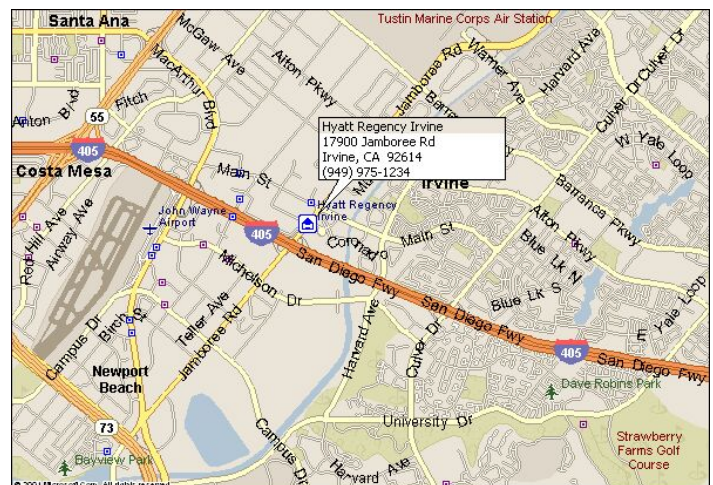 Santa Ana
Tustin Marine Corps Air Station
McGaw Ave
MacArthur Blvd
Alton Pkwy
Jamboree Rd
Warner Ave
Harvard Ave
Culver Dr
Culver Dr
Anton Blvd
Fitch
55
405
Costa Mesa
Main St
Hyatt Regency Irvine
17900 Jamboree Rd
Irvine, CA 92614
(949) 975-1234
Irvine
W Yale Loop
Barranca Pkwy
Red Hill Ave
Airway Ave
John Wayne
Airport
Hyatt Regency
Irvine
405
Coronado
Main St
Alton Pkwy
Blue Lk N
Blue Lk S
San Diego Fwy
San Diego Fwy
Michelson Dr
Teller Ave
Jamboree Rd
Birch St
Campus Dr
Harvard Ave
Culver Dr
E Yale Loop
405
San Diego Fwy
Newport
Beach
Dave Robins Park
73
University Dr
Campus Dr
Harvard Ave
Strawberry
Farms Golf
Course
Bayview Park